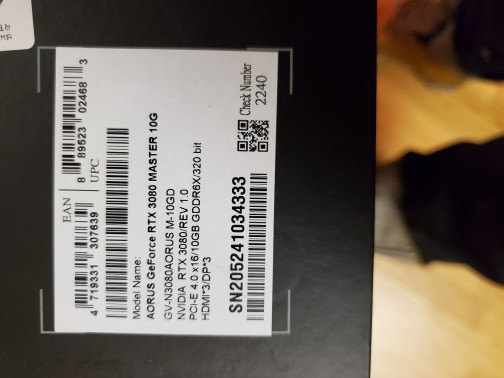 EAN
4 719331 307639
UPC
8 89523 02468 3
Model Name:
AORUS GeForce RTX 3080 MASTER 10G
GV-N3080AORUS M-10GD
NVIDIA RTX 3080/REV 1.0
PCI-E 4.0 x16/10GB GDDR6X/320 bit
HDMI*3/DP*3
SN205241034333
Check Number
2240